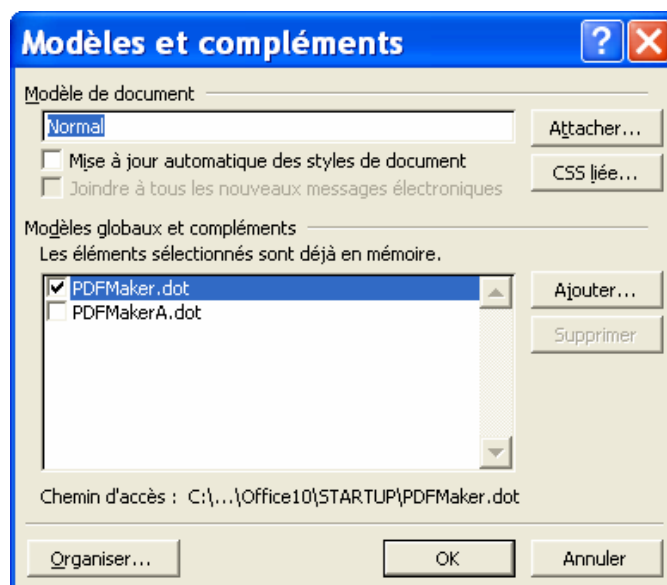 Modèles et compléments
Modèle de document
Normal
Attacher...
Mise à jour automatique des styles de document
CSS liée...
Joindre à tous les nouveaux messages électroniques
Modèles globaux et compléments
Les éléments sélectionnés sont déjà en mémoire.
PDFMaker.dot
Ajouter...
PDFMakerA.dot
Supprimer
Chemin d'accès : C:\...\Office10\STARTUP\PDFMaker.dot
Organiser...
OK
Annuler